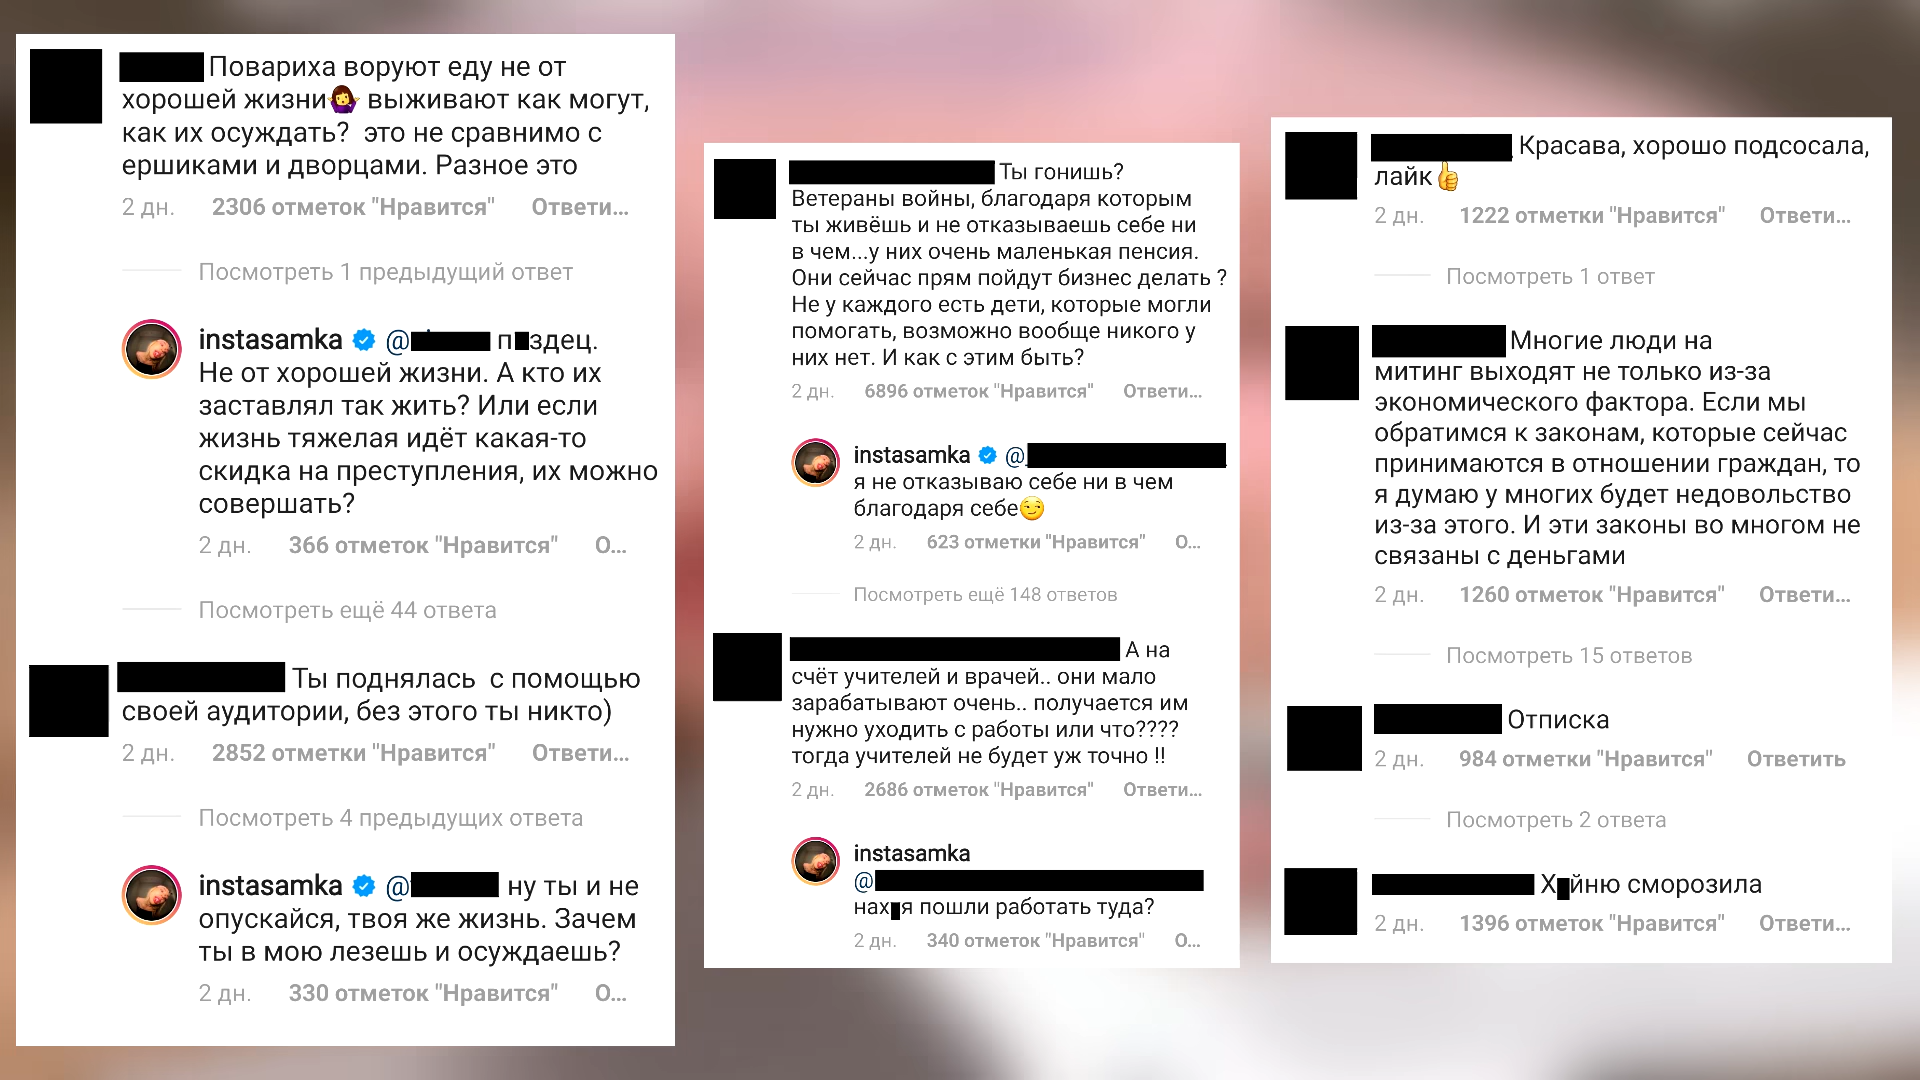 Повариха воруют еду не от
хорошей жизни🤷‍♀️ выживают как могут,
как их осуждать? это не сравнимо с
ершиками и дворцами. Разное это
2 дн. 2306 отметок "Нравится" Ответи...
Посмотреть 1 предыдущий ответ
instasamka @ п■здец.
Не от хорошей жизни. А кто их
заставлял так жить? Или если
жизнь тяжелая идёт какая-то
скидка на преступления, их можно
совершать?
2 дн. 366 отметок "Нравится" О...
Посмотреть ещё 44 ответа
Ты поднялась с помощью
своей аудитории, без этого ты никто)
2 дн. 2852 отметки "Нравится" Ответи...
Посмотреть 4 предыдущих ответа
instasamka @ ну ты и не
опускайся, твоя же жизнь. Зачем
ты в мою лезешь и осуждаешь?
2 дн. 330 отметок "Нравится" О...
Ты гонишь?
Ветераны войны, благодаря которым
ты живёшь и не отказываешь себе ни
в чем...у них очень маленькая пенсия.
Они сейчас прям пойдут бизнес делать ?
Не у каждого есть дети, которые могли
помогать, возможно вообще никого у
них нет. И как с этим быть?
2 дн. 6896 отметок "Нравится" Ответи...
instasamka @
я не отказываю себе ни в чем
благодаря себе😏
2 дн. 623 отметки "Нравится" О...
Посмотреть ещё 148 ответов
А на
счёт учителей и врачей.. они мало
зарабатывают очень.. получается им
нужно уходить с работы или что????
тогда учителей не будет уж точно !!
2 дн. 2686 отметок "Нравится" Ответи...
instasamka
@
нах■я пошли работать туда?
2 дн. 340 отметок "Нравится" О...
Красава, хорошо подсосала,
лайк👍
2 дн. 1222 отметки "Нравится" Ответи...
Посмотреть 1 ответ
Многие люди на
митинг выходят не только из-за
экономического фактора. Если мы
обратимся к законам, которые сейчас
принимаются в отношении граждан, то
я думаю у многих будет недовольство
из-за этого. И эти законы во многом не
связаны с деньгами
2 дн. 1260 отметок "Нравится" Ответи...
Посмотреть 15 ответов
Отписка
2 дн. 984 отметки "Нравится" Ответить
Посмотреть 2 ответа
Х■йню сморозила
2 дн. 1396 отметок "Нравится" Ответи...